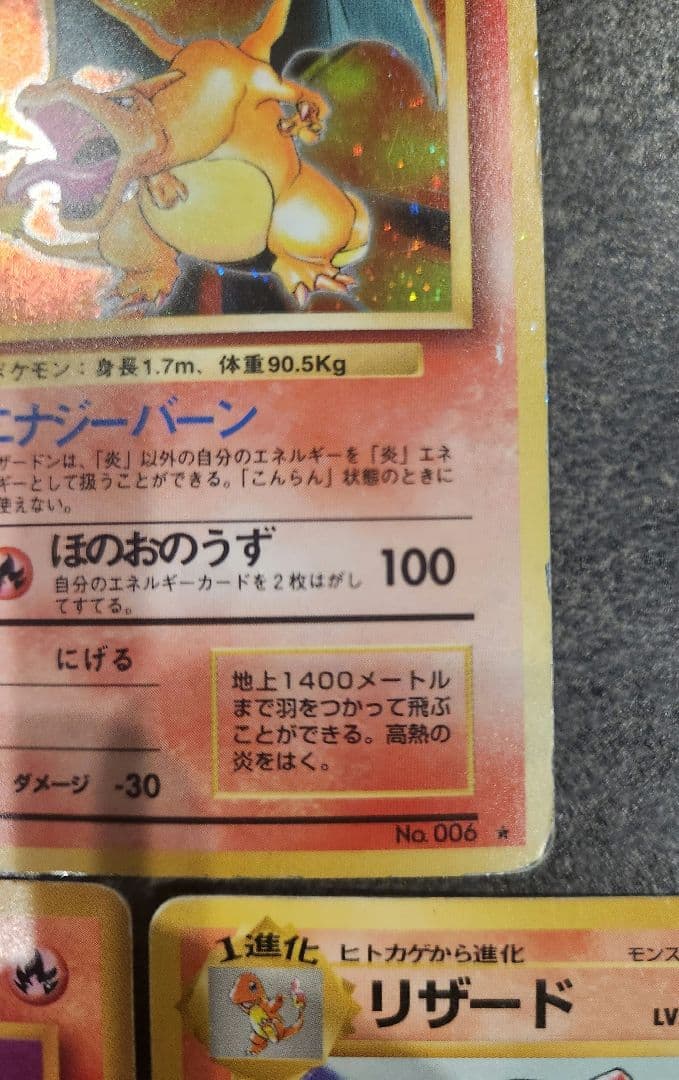 ポケモン：身長1.7m、体重90.5Kg
エナジーバーン
ザードンは、「炎」以外の自分のエネルギーを「炎」エネ
ギーとして扱うことができる。「こんらん」状態のときに
使えない。
ほのおのうず 100
自分のエネルギーカードを2枚はがし
てすてる。
にげる
地上1400メートル
まで羽をつかって飛ぶ
ことができる。高熱の
炎をはく。
ダメージ -30
No. 006 ★
1進化 ヒトカゲから進化 モンス
リザード LV